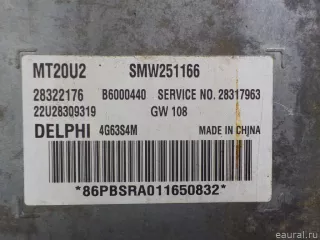 MT20U2 SMW251166
28322176 B6000440 SERVICE NO. 28317963
22U28309319 GW 108
DELPHI 4G63S4M MADE IN CHINA
*86PBSRA011650832*
© eaural.ru